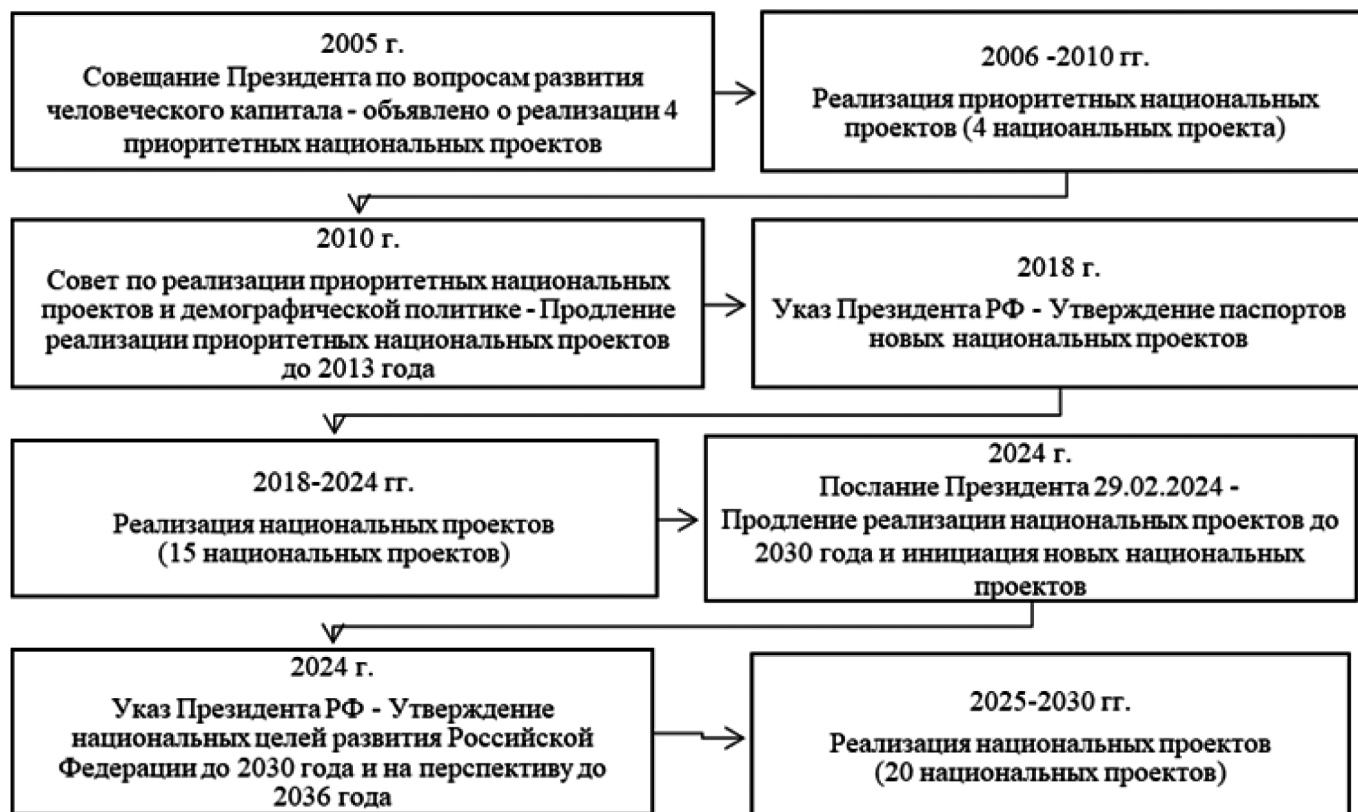 2005 г.
Совещание Президента по вопросам развития
человеческого капитала - объявлено о реализации 4
приоритетных национальных проектов
2006 -2010 гг.
Реализация приоритетных национальных
проектов (4 нациоанльных проекта)
2010 г.
Совет по реализации приоритетных национальных
проектов и демографической политике - Продление
реализации приоритетных национальных проектов
до 2013 года
2018 г.
Указ Президента РФ - Утверждение паспортов
новых национальных проектов
2018-2024 гг.
Реализация национальных проектов
(15 национальных проектов)
2024 г.
Послание Президента 29.02.2024 -
Продление реализации национальных проектов до
2030 года и инициация новых национальных
проектов
2024 г.
Указ Президента РФ - Утверждение
национальных целей развития Российской
Федерации до 2030 года и на перспективу до
2036 года
2025-2030 гг.
Реализация национальных проектов
(20 национальных проектов)